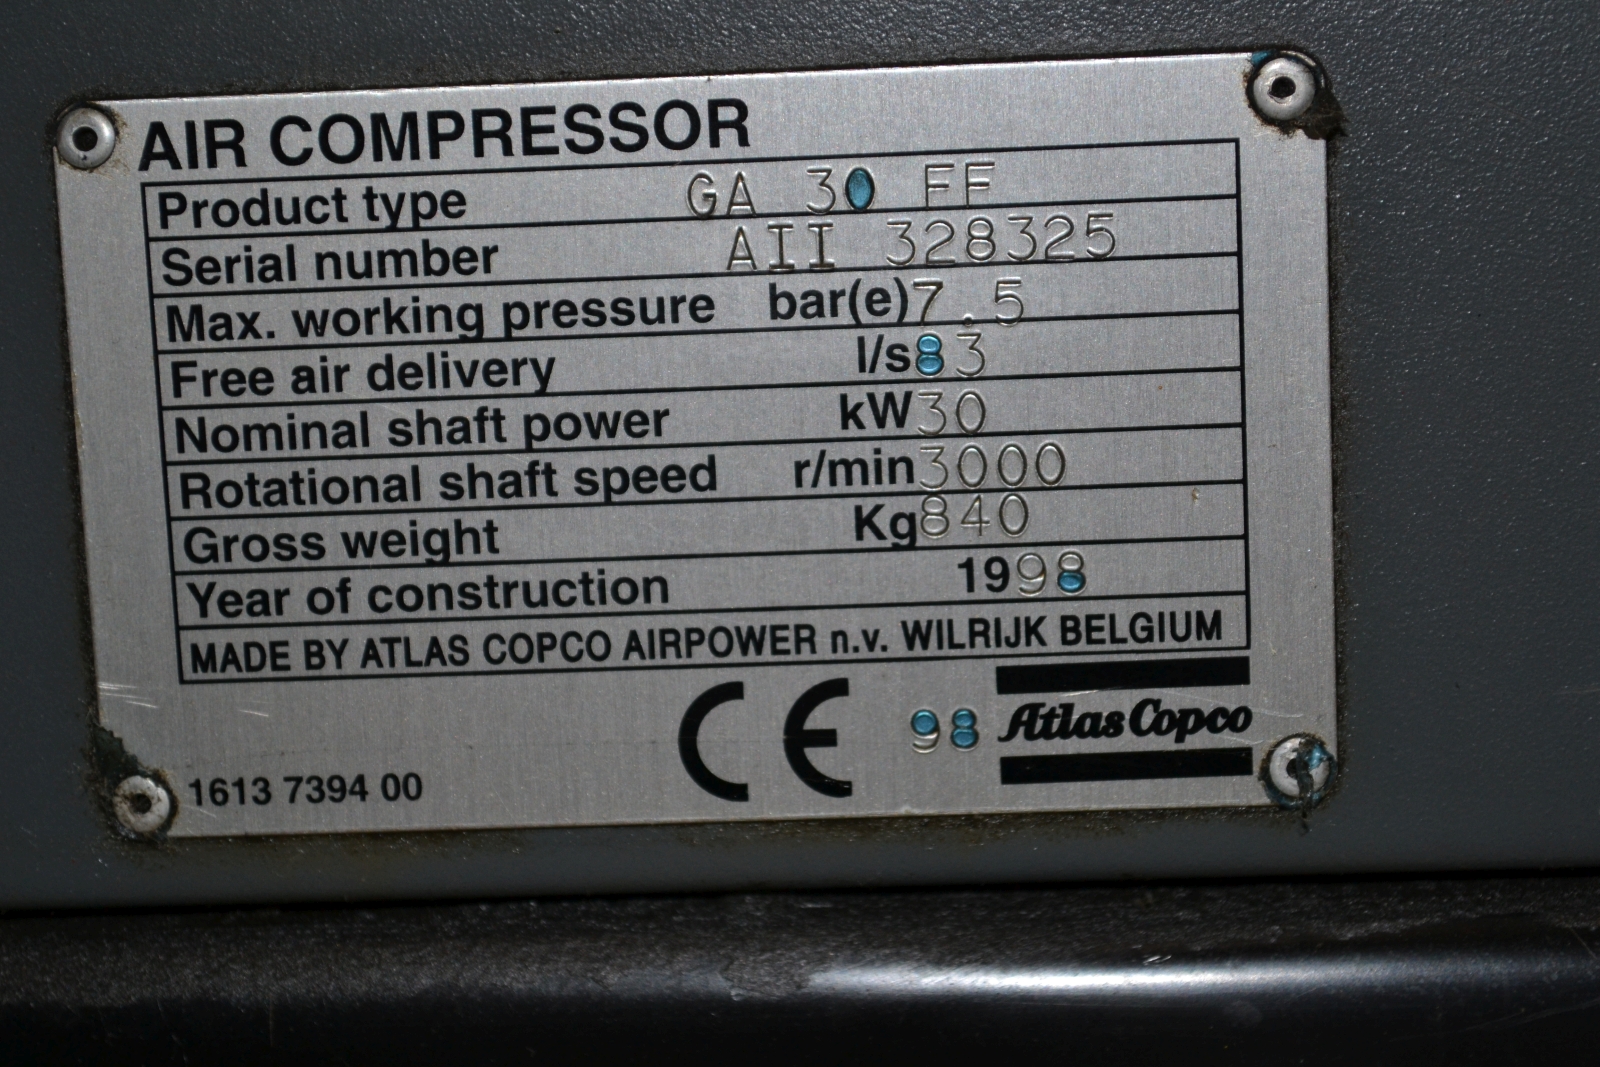 AIR COMPRESSOR
Product type GA 30 FF
Serial number AII 328325
Max. working pressure bar(e) 7.5
Free air delivery l/s 83
Nominal shaft power kW 30
Rotational shaft speed r/min 3000
Gross weight Kg 840
Year of construction 1998
MADE BY ATLAS COPCO AIRPOWER n.v. WILRIJK BELGIUM
CE 98 Atlas Copco
1613 7394 00